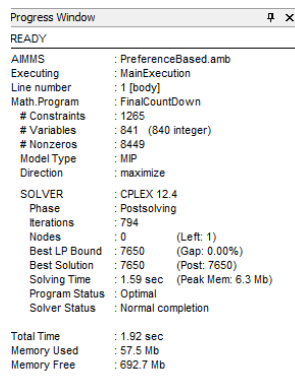 Progress Window
READY
AIMMS : PreferenceBased.amb
Executing : MainExecution
Line number : 1 [body]
Math.Program : FinalCountDown
# Constraints : 1265
# Variables : 841 (840 integer)
# Nonzeros : 8449
Model Type : MIP
Direction : maximize
SOLVER : CPLEX 12.4
Phase : Postsolving
Iterations : 794
Nodes : 0 (Left: 1)
Best LP Bound : 7650 (Gap: 0.00%)
Best Solution : 7650 (Post: 7650)
Solving Time : 1.59 sec (Peak Mem: 6.3 Mb)
Program Status : Optimal
Solver Status : Normal completion
Total Time : 1.92 sec
Memory Used : 57.5 Mb
Memory Free : 692.7 Mb